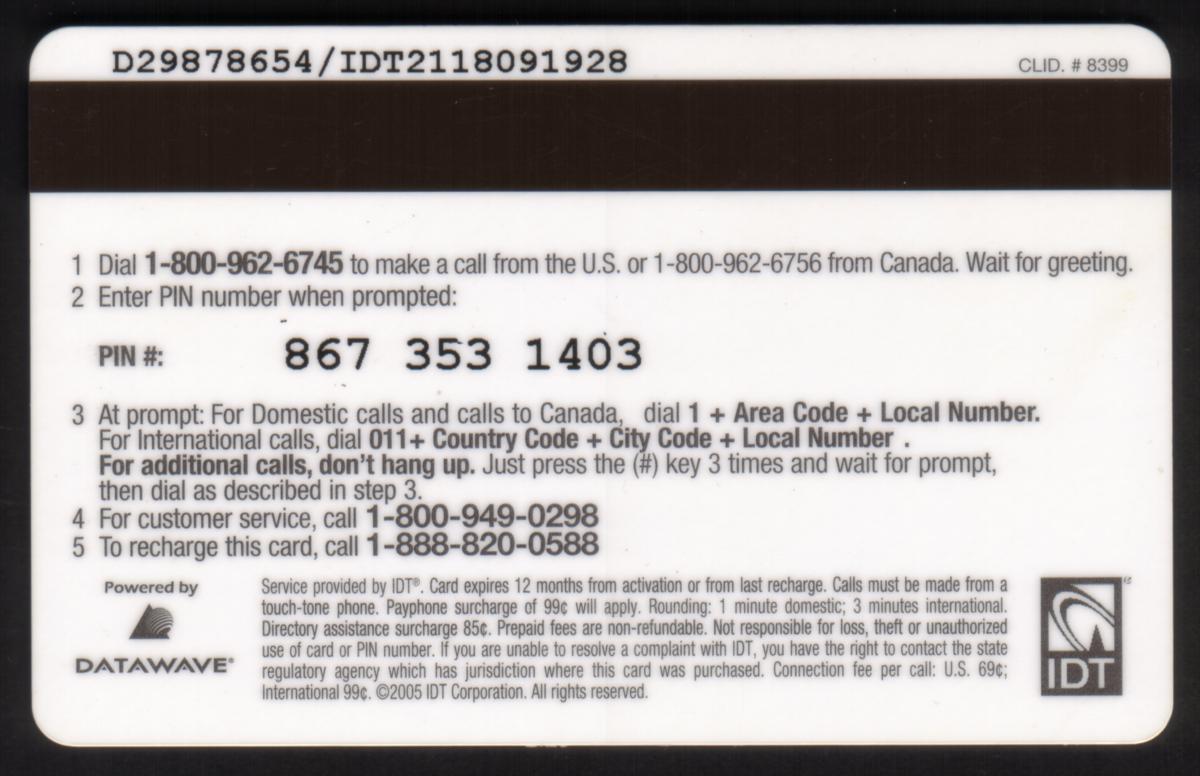 D29878654/IDT2118091928
CLID. # 8399
1 Dial 1-800-962-6745 to make a call from the U.S. or 1-800-962-6756 from Canada. Wait for greeting.
2 Enter PIN number when prompted:
PIN #: 867 353 1403
3 At prompt: For Domestic calls and calls to Canada, dial 1 + Area Code + Local Number.
For International calls, dial 011+ Country Code + City Code + Local Number .
For additional calls, don't hang up. Just press the (#) key 3 times and wait for prompt,
then dial as described in step 3.
4 For customer service, call 1-800-949-0298
5 To recharge this card, call 1-888-820-0588
Powered by
DATAWAVE®
Service provided by IDT®. Card expires 12 months from activation or from last recharge. Calls must be made from a
touch-tone phone. Payphone surcharge of 99¢ will apply. Rounding: 1 minute domestic; 3 minutes international.
Directory assistance surcharge 85¢. Prepaid fees are non-refundable. Not responsible for loss, theft or unauthorized
use of card or PIN number. If you are unable to resolve a complaint with IDT, you have the right to contact the state
regulatory agency which has jurisdiction where this card was purchased. Connection fee per call: U.S. 69¢;
International 99¢. ©2005 IDT Corporation. All rights reserved.
IDT®